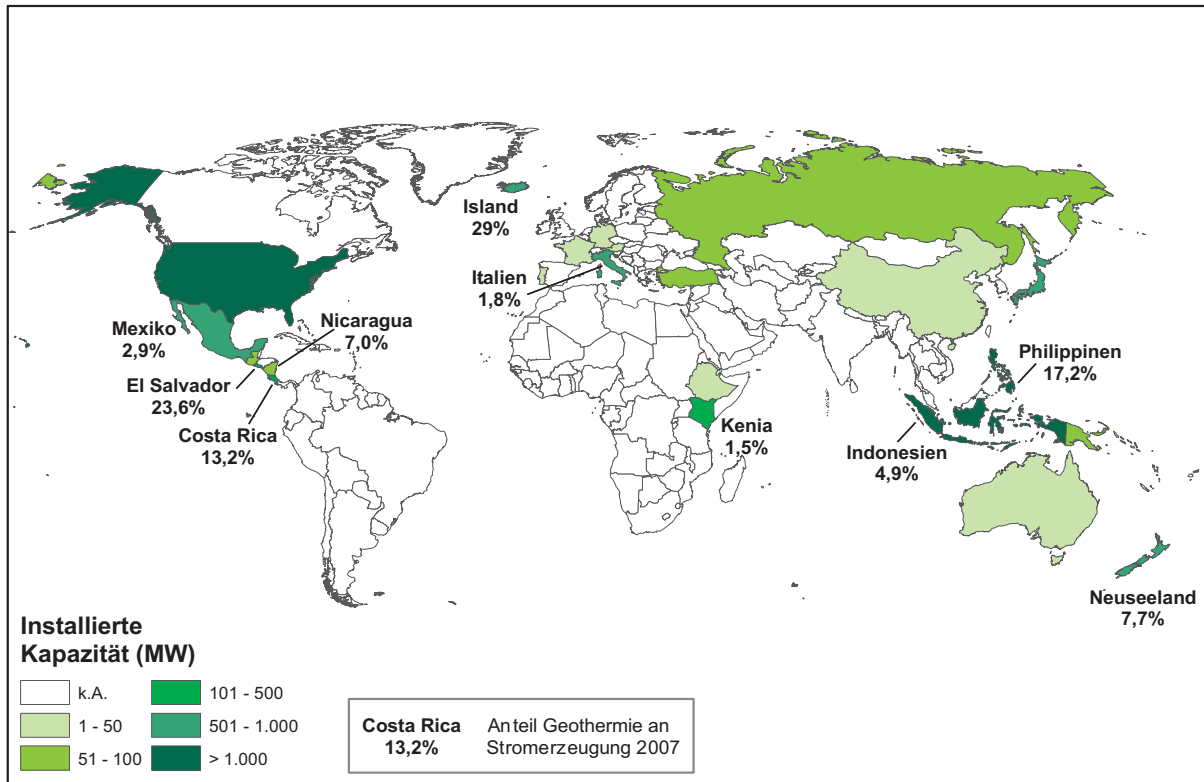 Island
29%
Italien
1,8%
Mexiko
2,9%
Nicaragua
7,0%
El Salvador
23,6%
Costa Rica
13,2%
Kenia
1,5%
Philippinen
17,2%
Indonesien
4,9%
Neuseeland
7,7%
Installierte
Kapazität (MW)
k.A.
1 - 50
51 - 100
101 - 500
501 - 1.000
> 1.000
Costa Rica
13,2%
Anteil Geothermie an
Stromerzeugung 2007